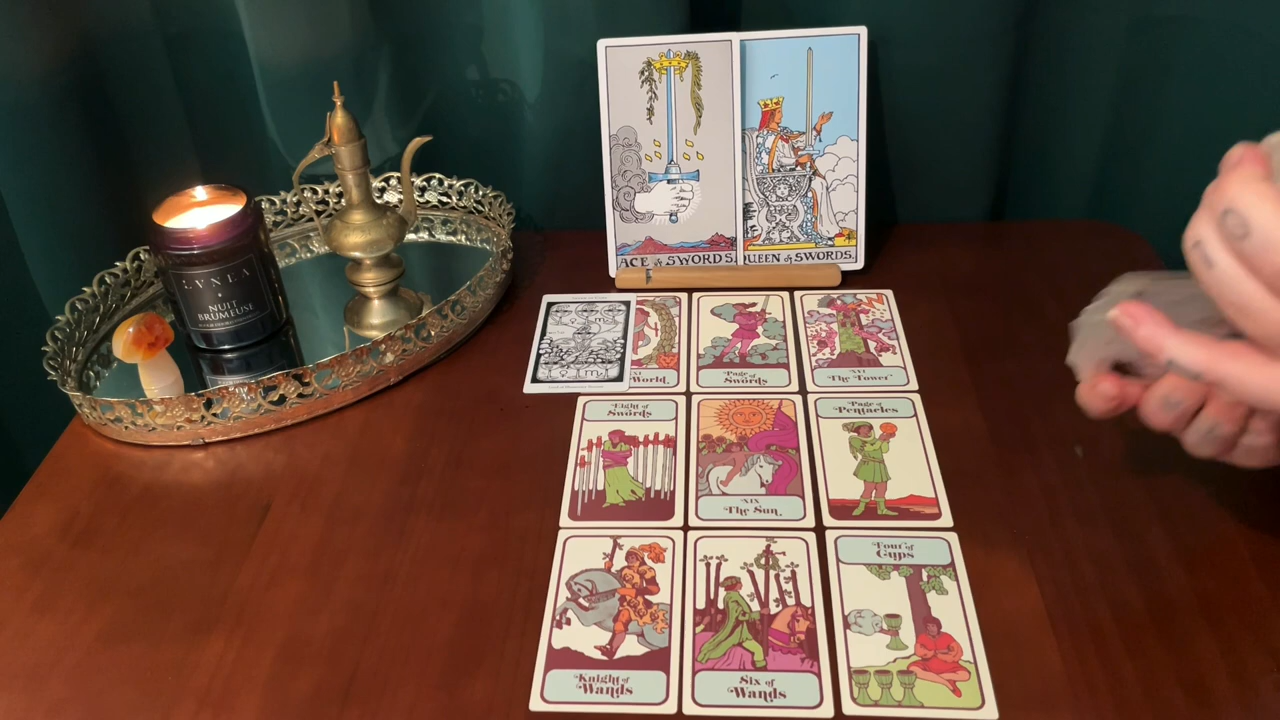 ACE of SWORDS.
QUEEN of SWORDS.
LVNEA
NUIT
BRUMEUSE
World
Page of
Swords
XVI
The Tower
Eight of
Swords
XIX
The Sun
Page of
Pentacles
Knight of
Wands
Six of
Wands
Four of
Cups